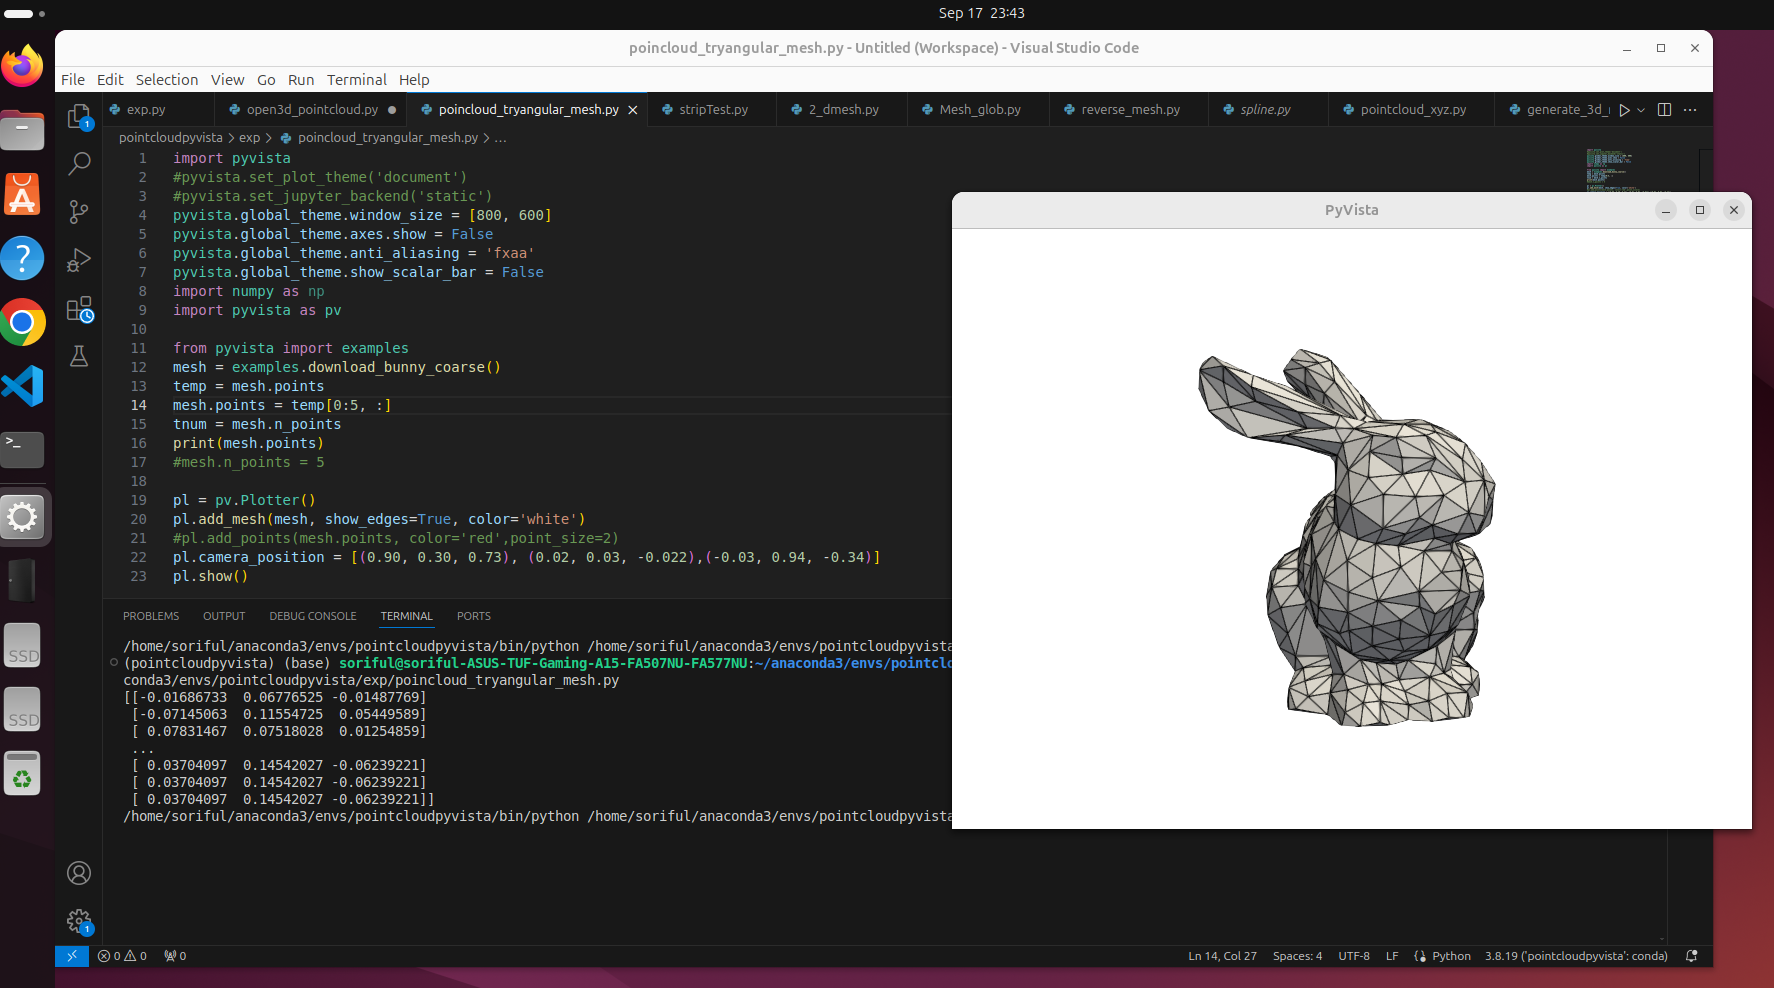 Sep 17 23:43
poincloud_tryangular_mesh.py - Untitled (Workspace) - Visual Studio Code
File Edit Selection View Go Run Terminal Help
exp.py open3d_pointcloud.py poincloud_tryangular_mesh.py stripTest.py 2_dmesh.py Mesh_glob.py reverse_mesh.py spline.py pointcloud_xyz.py generate_3d_
pointcloudpyvista > exp > poincloud_tryangular_mesh.py > ...
1 import pyvista
2 #pyvista.set_plot_theme('document')
3 #pyvista.set_jupyter_backend('static')
4 pyvista.global_theme.window_size = [800, 600]
5 pyvista.global_theme.axes.show = False
6 pyvista.global_theme.anti_aliasing = 'fxaa'
7 pyvista.global_theme.show_scalar_bar = False
8 import numpy as np
9 import pyvista as pv
10
11 from pyvista import examples
12 mesh = examples.download_bunny_coarse()
13 temp = mesh.points
14 mesh.points = temp[0:5, :]
15 tnum = mesh.n_points
16 print(mesh.points)
17 #mesh.n_points = 5
18
19 pl = pv.Plotter()
20 pl.add_mesh(mesh, show_edges=True, color='white')
21 #pl.add_points(mesh.points, color='red',point_size=2)
22 pl.camera_position = [(0.90, 0.30, 0.73), (0.02, 0.03, -0.022),(-0.03, 0.94, -0.34)]
23 pl.show()
PyVista
PROBLEMS OUTPUT DEBUG CONSOLE TERMINAL PORTS
/home/soriful/anaconda3/envs/pointcloudpyvista/bin/python /home/soriful/anaconda3/envs/pointcloudpyvista
(pointcloudpyvista) (base) soriful@soriful-ASUS-TUF-Gaming-A15-FA507NU-FA577NU:~/anaconda3/envs/pointclo
conda3/envs/pointcloudpyvista/exp/poincloud_tryangular_mesh.py
[[-0.01686733 0.06776525 -0.01487769]
[-0.07145063 0.11554725 0.05449589]
[ 0.07831467 0.07518028 0.01254859]
...
[ 0.03704097 0.14542027 -0.06239221]
[ 0.03704097 0.14542027 -0.06239221]
[ 0.03704097 0.14542027 -0.06239221]]
/home/soriful/anaconda3/envs/pointcloudpyvista/bin/python /home/soriful/anaconda3/envs/pointcloudpyvista
SSD
SSD
1
1
0 0 0 Ln 14, Col 27 Spaces: 4 UTF-8 LF Python 3.8.19 ('pointcloudpyvista': conda)